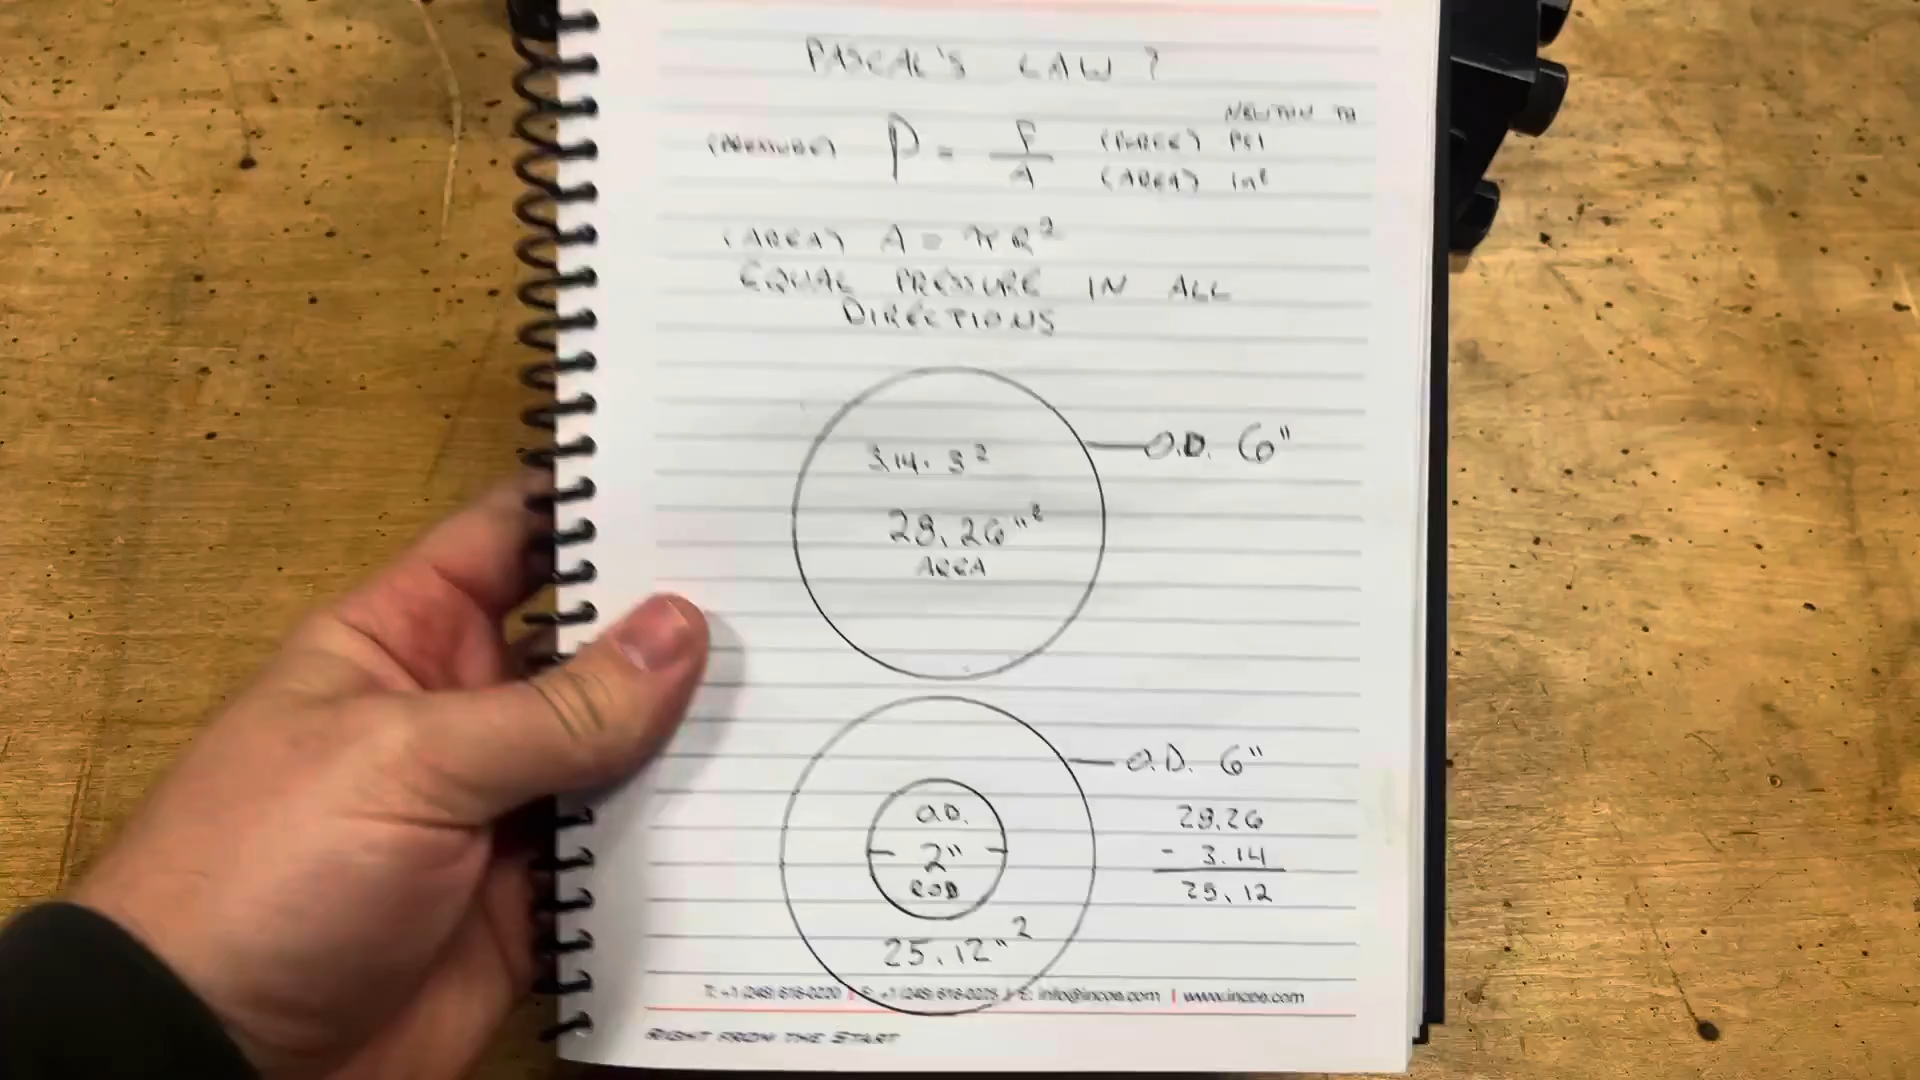 PASCAL'S LAW?
NEWTON TO
(PRESSURE) P = F (FORCE) PSI
A (AREA) in²
(AREA) A = πR²
EQUAL PRESSURE IN ALL
DIRECTIONS
O.D. 6"
3.14 · 3²
28.26"²
AREA
O.D. 6"
O.D.
2"
ROD
28.26
- 3.14
25.12
25.12"²
T: +1 (248) 616-0220 | F: +1 (248) 616-0225 | E: info@incoe.com | www.incoe.com
RIGHT FROM THE START